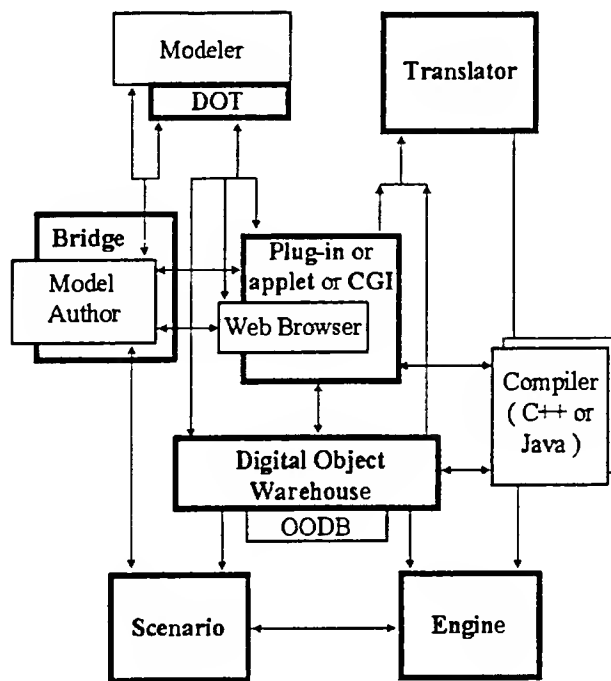 Modeler
DOT
Translator
Bridge
Model
Author
Plug-in or
applet or CGI
Web Browser
Compiler
( C++ or
Java )
Digital Object
Warehouse
OODB
Scenario
Engine